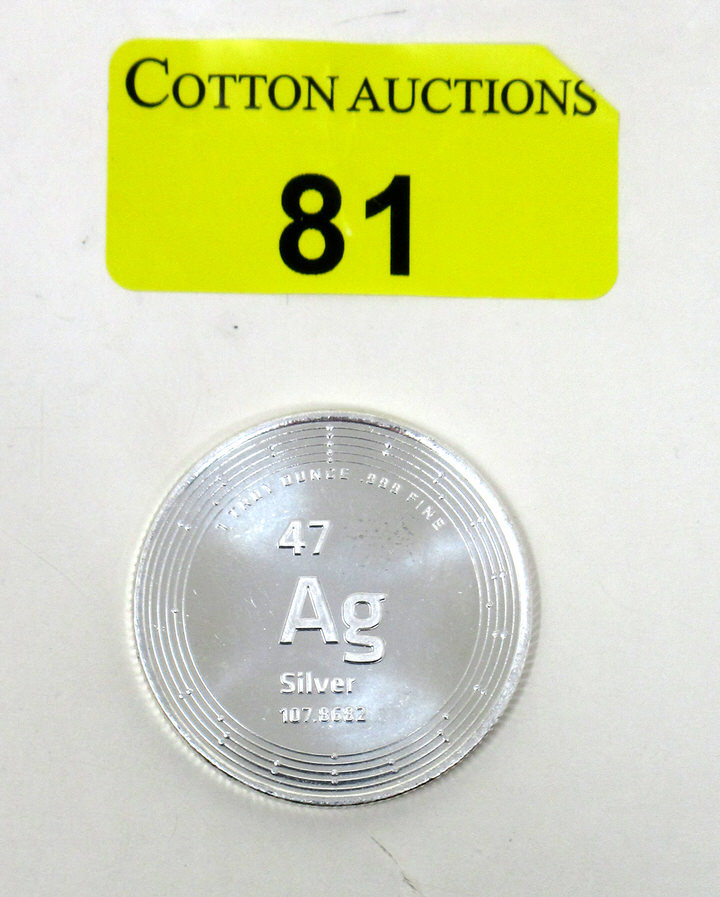 COTTON AUCTIONS
81
1 TROY OUNCE .999 FINE
47
Ag
Silver
107.8682